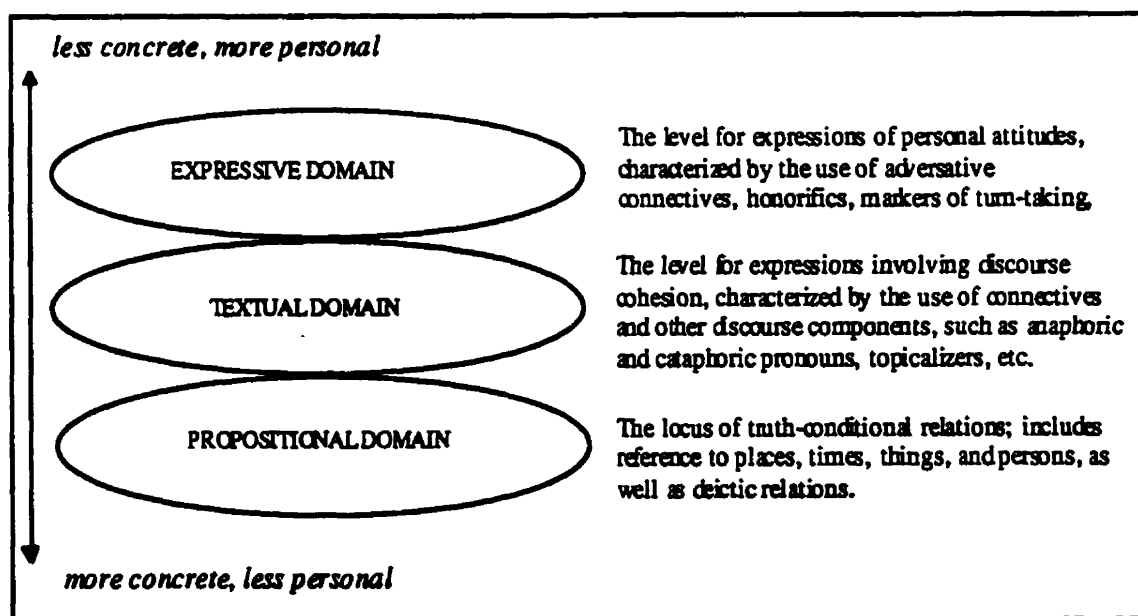 less concrete, more personal
EXPRESSIVE DOMAIN
The level for expressions of personal attitudes,
characterized by the use of adversative
connectives, honorifics, markers of turn-taking,
TEXTUAL DOMAIN
The level for expressions involving discourse
cohesion, characterized by the use of connectives
and other discourse components, such as anaphoric
and cataphoric pronouns, topicalizers, etc.
PROPOSITIONAL DOMAIN
The locus of truth-conditional relations; includes
reference to places, times, things, and persons, as
well as deictic relations.
more concrete, less personal